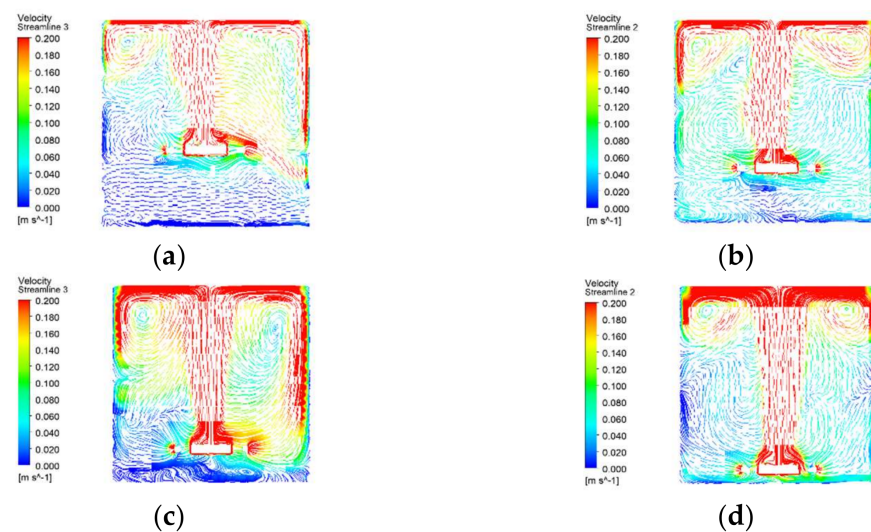 Velocity
Streamline 3
0.200
0.180
0.160
0.140
0.120
0.100
0.080
0.060
0.040
0.020
0.000
[m s^-1]
(a)
Velocity
Streamline 2
0.200
0.180
0.160
0.140
0.120
0.100
0.080
0.060
0.040
0.020
0.000
[m s^-1]
(b)
Velocity
Streamline 3
0.200
0.180
0.160
0.140
0.120
0.100
0.080
0.060
0.040
0.020
0.000
[m s^-1]
(c)
Velocity
Streamline 2
0.200
0.180
0.160
0.140
0.120
0.100
0.080
0.060
0.040
0.020
0.000
[m s^-1]
(d)